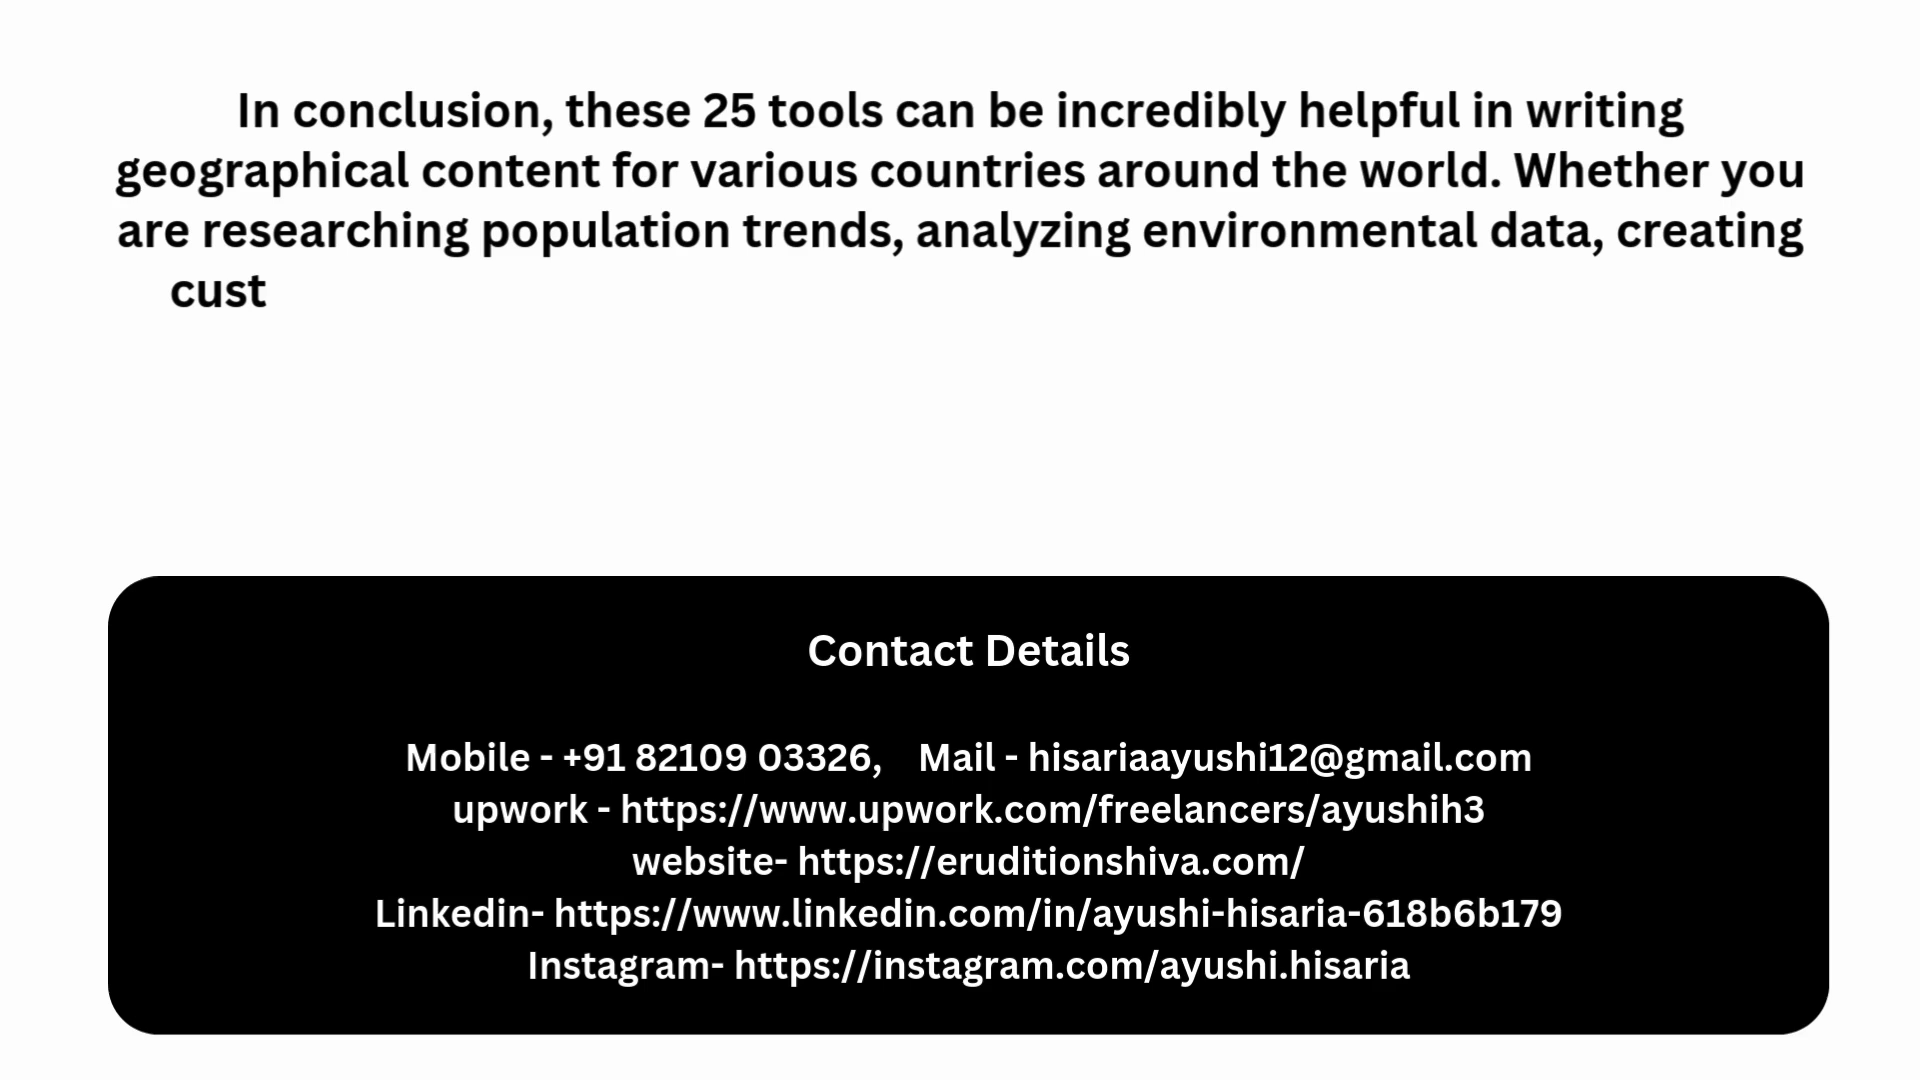 In conclusion, these 25 tools can be incredibly helpful in writing
geographical content for various countries around the world. Whether you
are researching population trends, analyzing environmental data, creating
cust
Contact Details
Mobile - +91 82109 03326, Mail - hisariaayushi12@gmail.com
upwork - https://www.upwork.com/freelancers/ayushih3
website- https://eruditionshiva.com/
Linkedin- https://www.linkedin.com/in/ayushi-hisaria-618b6b179
Instagram- https://instagram.com/ayushi.hisaria